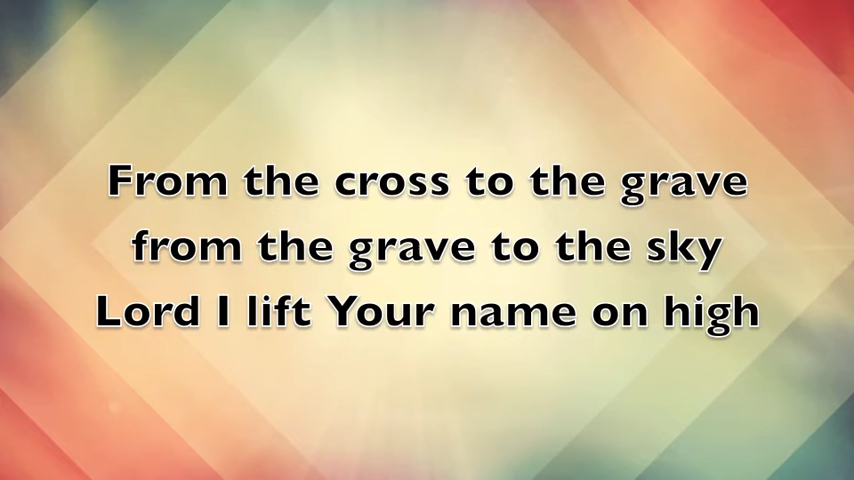 From the cross to the grave
from the grave to the sky
Lord I lift Your name on high